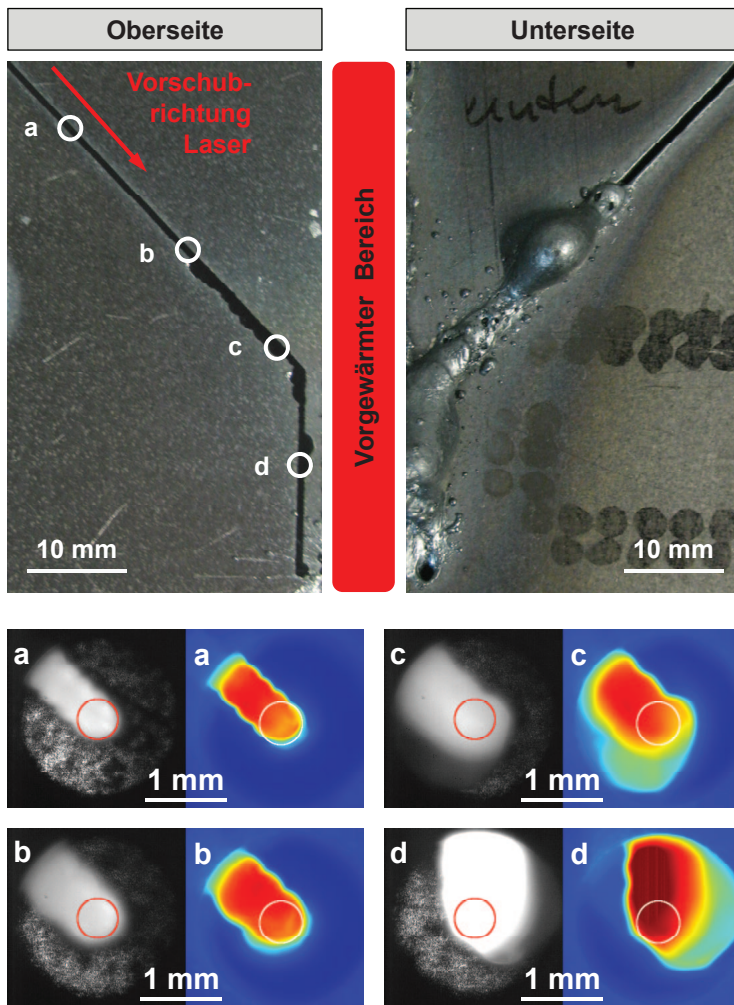 Oberseite
Unterseite
Vorschub-
richtung
Laser
a
b
c
d
10 mm
Vorgewärmter Bereich
unten
10 mm
a
a
1 mm
c
c
1 mm
b
b
1 mm
d
d
1 mm